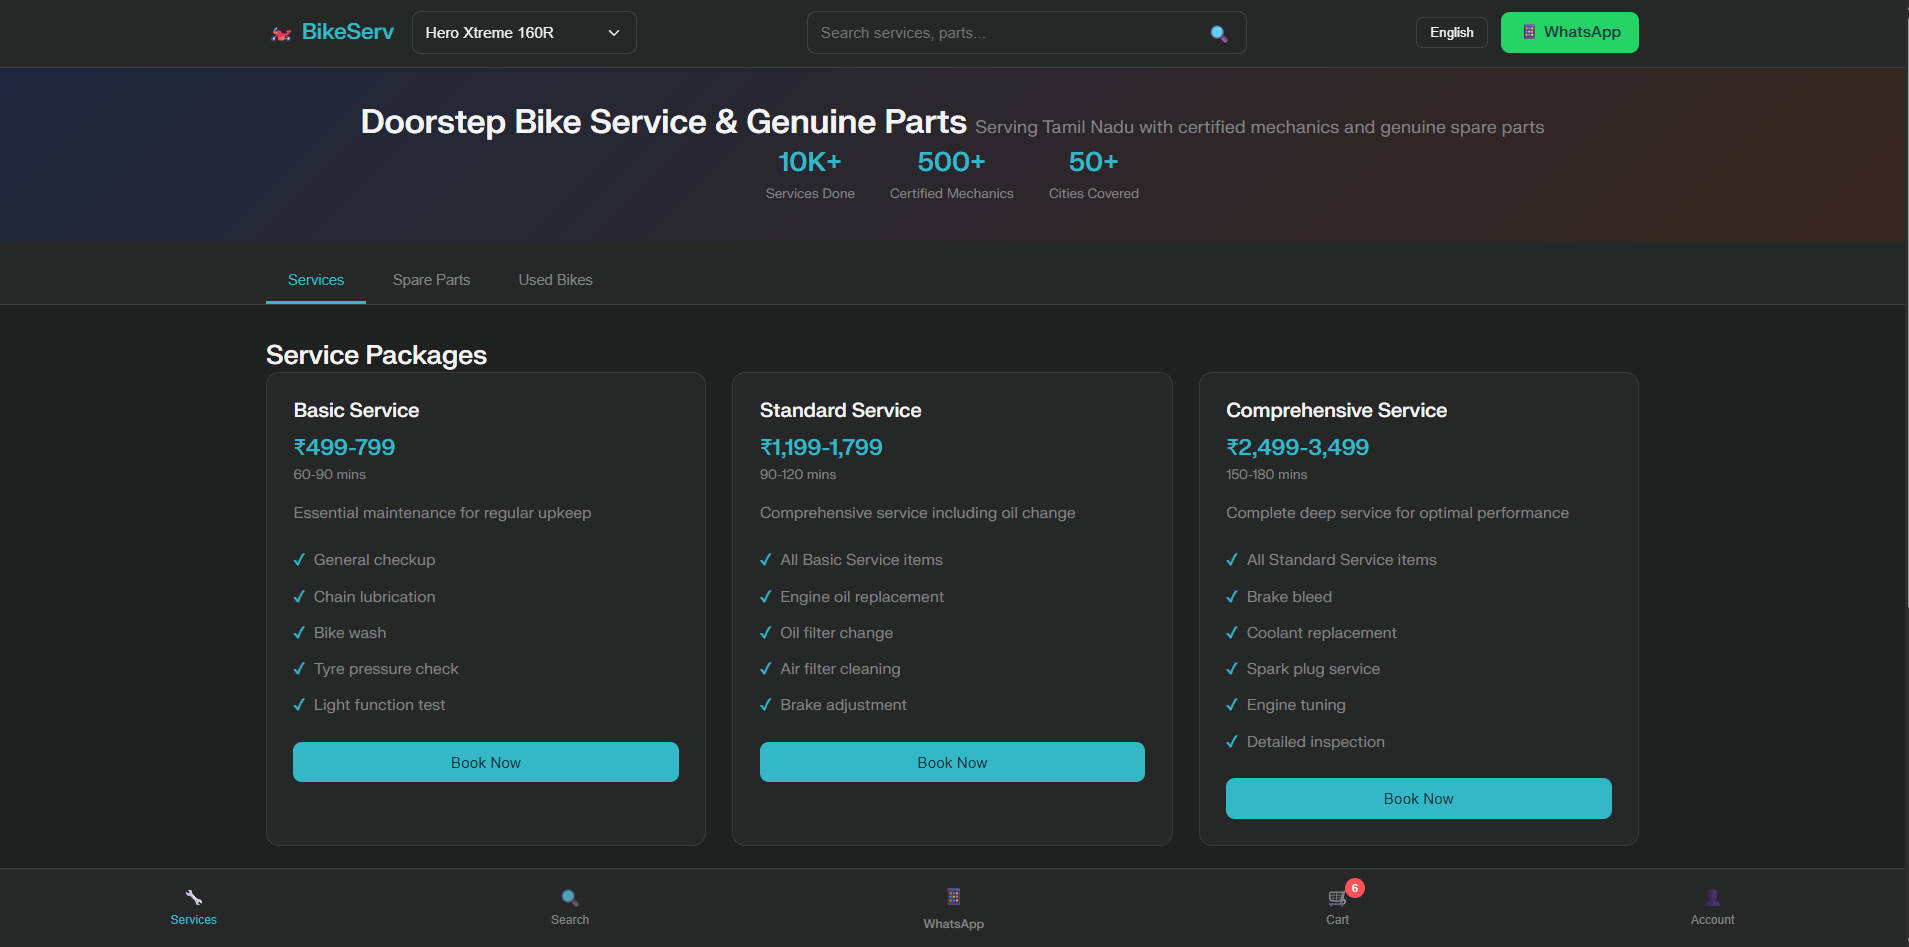 BikeServ
Hero Xtreme 160R
Search services, parts...
English
WhatsApp
Doorstep Bike Service & Genuine Parts Serving Tamil Nadu with certified mechanics and genuine spare parts
10K+
Services Done
500+
Certified Mechanics
50+
Cities Covered
Services
Spare Parts
Used Bikes
Service Packages
Basic Service
₹499-799
60-90 mins
Essential maintenance for regular upkeep
✓ General checkup
✓ Chain lubrication
✓ Bike wash
✓ Tyre pressure check
✓ Light function test
Book Now
Standard Service
₹1,199-1,799
90-120 mins
Comprehensive service including oil change
✓ All Basic Service items
✓ Engine oil replacement
✓ Oil filter change
✓ Air filter cleaning
✓ Brake adjustment
Book Now
Comprehensive Service
₹2,499-3,499
150-180 mins
Complete deep service for optimal performance
✓ All Standard Service items
✓ Brake bleed
✓ Coolant replacement
✓ Spark plug service
✓ Engine tuning
✓ Detailed inspection
Book Now
Services
Search
WhatsApp
6
Cart
Account